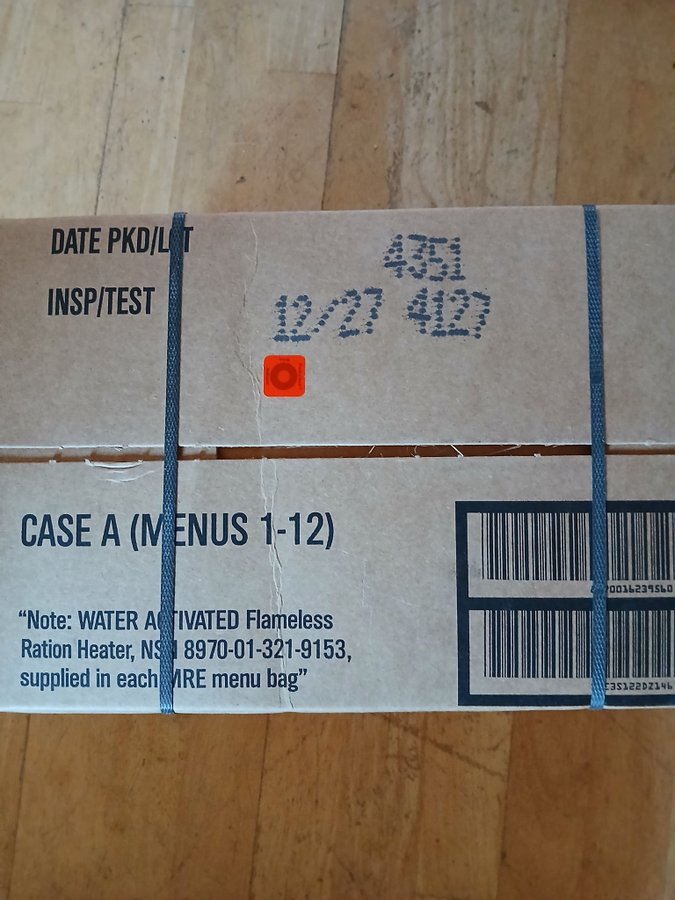 DATE PKD/LOT 4351
INSP/TEST 12/27 4127
CASE A (MENUS 1-12)
“Note: WATER ACTIVATED Flameless
Ration Heater, NSN 8970-01-321-9153,
supplied in each MRE menu bag”